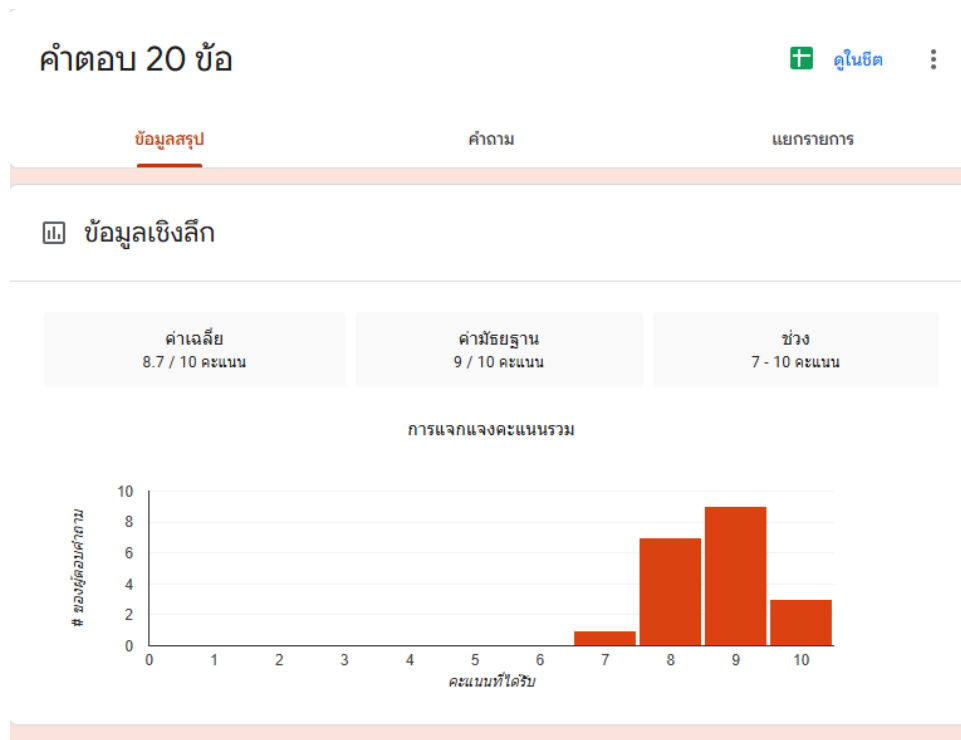 คำตอบ 20 ข้อ
ดูในชีต
ข้อมูลสรุป
คำถาม
แยกรายการ
ข้อมูลเชิงลึก
ค่าเฉลี่ย
8.7 / 10 คะแนน
ค่ามัธยฐาน
9 / 10 คะแนน
ช่วง
7 - 10 คะแนน
การแจกแจงคะแนนรวม
# ของผู้ตอบคำถาม
10
8
6
4
2
0
0 1 2 3 4 5 6 7 8 9 10
คะแนนที่ได้รับ